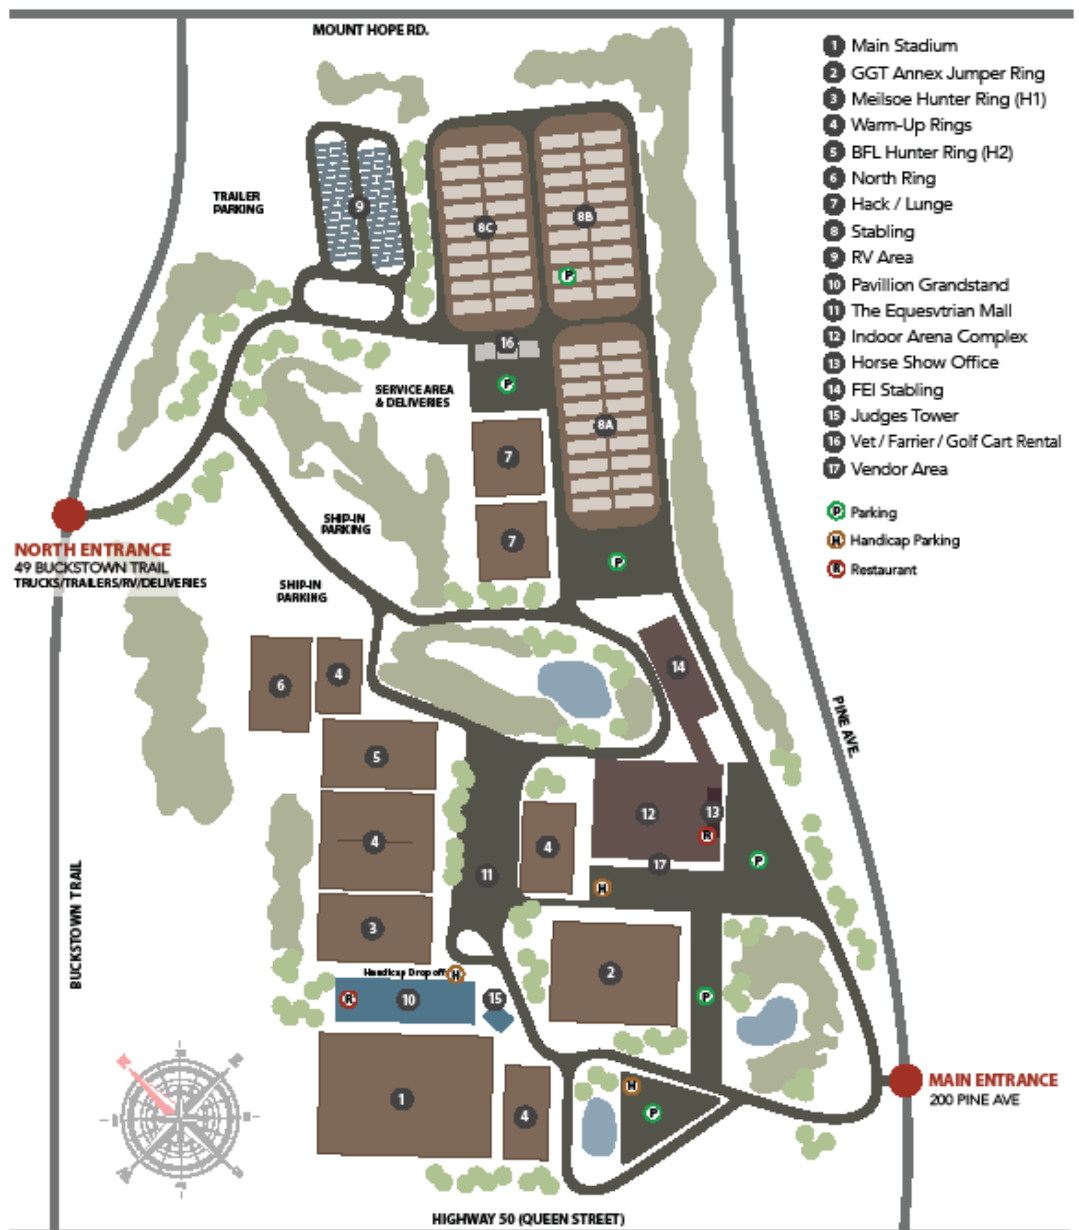 MOUNT HOPE RD.
1 Main Stadium
2 GGT Annex Jumper Ring
3 Meilsoe Hunter Ring (H1)
4 Warm-Up Rings
5 BFL Hunter Ring (H2)
6 North Ring
7 Hack / Lunge
8 Stabling
9 RV Area
10 Pavillion Grandstand
11 The Equesvtrian Mall
12 Indoor Arena Complex
13 Horse Show Office
14 FEI Stabling
15 Judges Tower
16 Vet / Farrier / Golf Cart Rental
17 Vendor Area
P Parking
H Handicap Parking
R Restaurant
TRAILER
PARKING
9
8C
8B
P
16
P
8A
SERVICE AREA
& DELIVERIES
7
7
P
SHIP-IN
PARKING
NORTH ENTRANCE
49 BUCKSTOWN TRAIL
TRUCKS/TRAILERS/RV/DELIVERIES
SHIP-IN
PARKING
6
4
14
PINE AVE.
5
4
4
12
13
R
11
17
P
H
BUCKSTOWN TRAIL
3
2
Handicap Dropoff
H
R
10
15
P
1
4
H
P
MAIN ENTRANCE
200 PINE AVE
HIGHWAY 50 (QUEEN STREET)